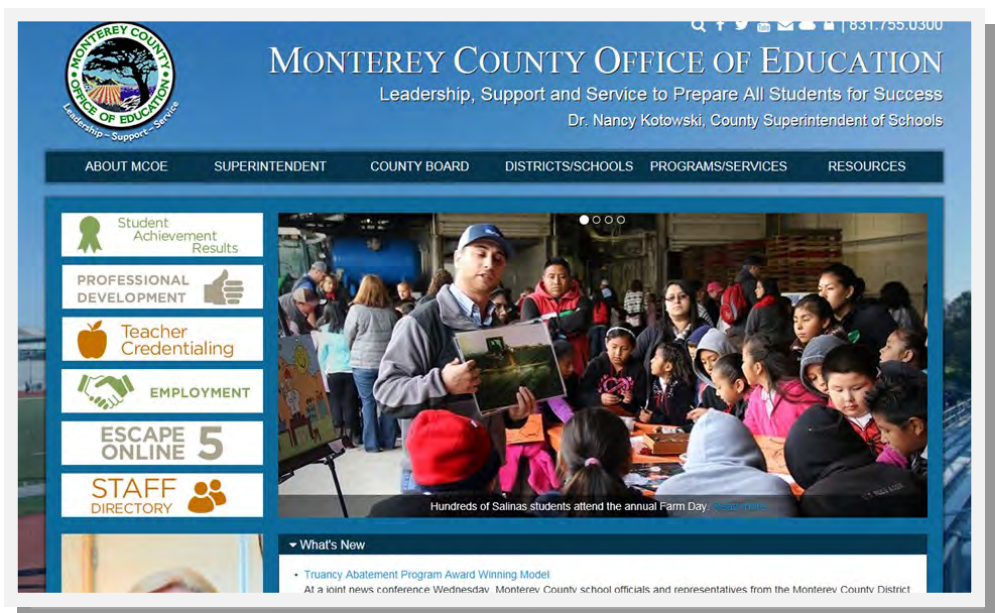 831.755.0300
MONTEREY COUNTY OFFICE OF EDUCATION
MONTEREY COUNTY
OFFICE OF EDUCATION
Leadership - Support - Service
Leadership, Support and Service to Prepare All Students for Success
Dr. Nancy Kotowski, County Superintendent of Schools
ABOUT MCOE SUPERINTENDENT COUNTY BOARD DISTRICTS/SCHOOLS PROGRAMS/SERVICES RESOURCES
Student
Achievement
Results
PROFESSIONAL
DEVELOPMENT
Teacher
Credentialing
EMPLOYMENT
ESCAPE
ONLINE 5
STAFF
DIRECTORY
Hundreds of Salinas students attend the annual Farm Day. Read more...
What's New
Truancy Abatement Program Award Winning Model
At a joint news conference Wednesday, Monterey County school officials and representatives from the Monterey County District